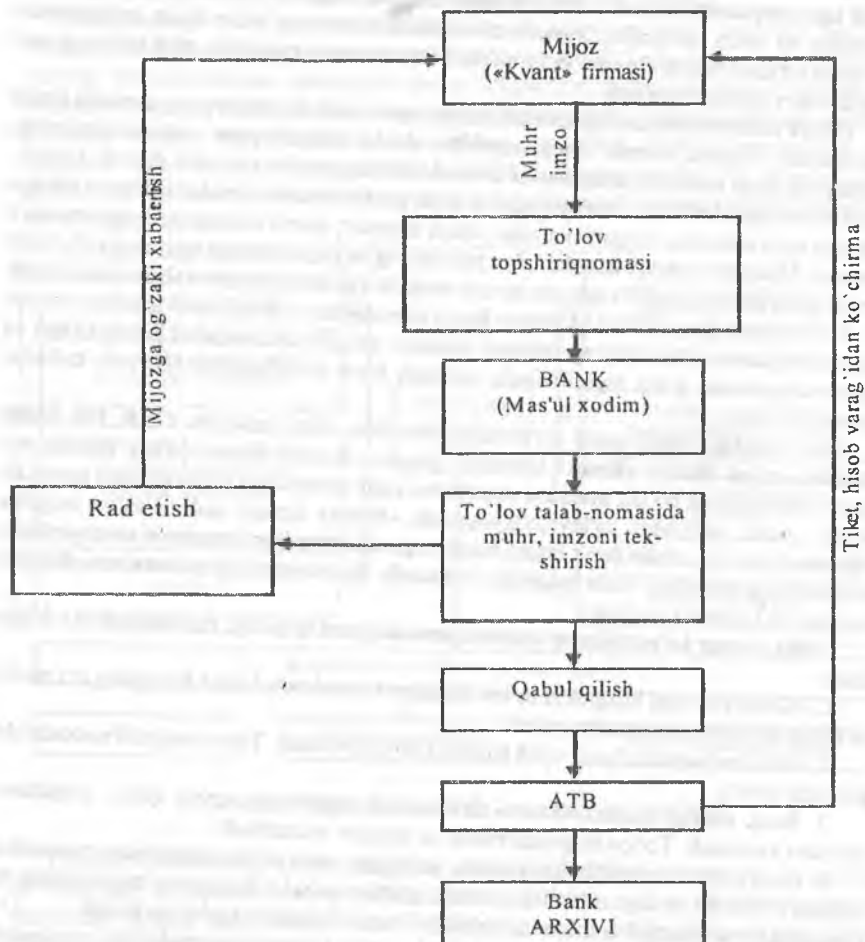 Mijoz
(«Kvant» firmasi)
Muhr
imzo
Mijozga og`zaki xabaerish
Tiket, hisob varag`idan ko`chirma
To`lov
topshiriqnomasi
BANK
(Mas'ul xodim)
Rad etish
To`lov talab-nomasida
muhr, imzoni tek-
shirish
Qabul qilish
ATB
Bank
ARXIVI